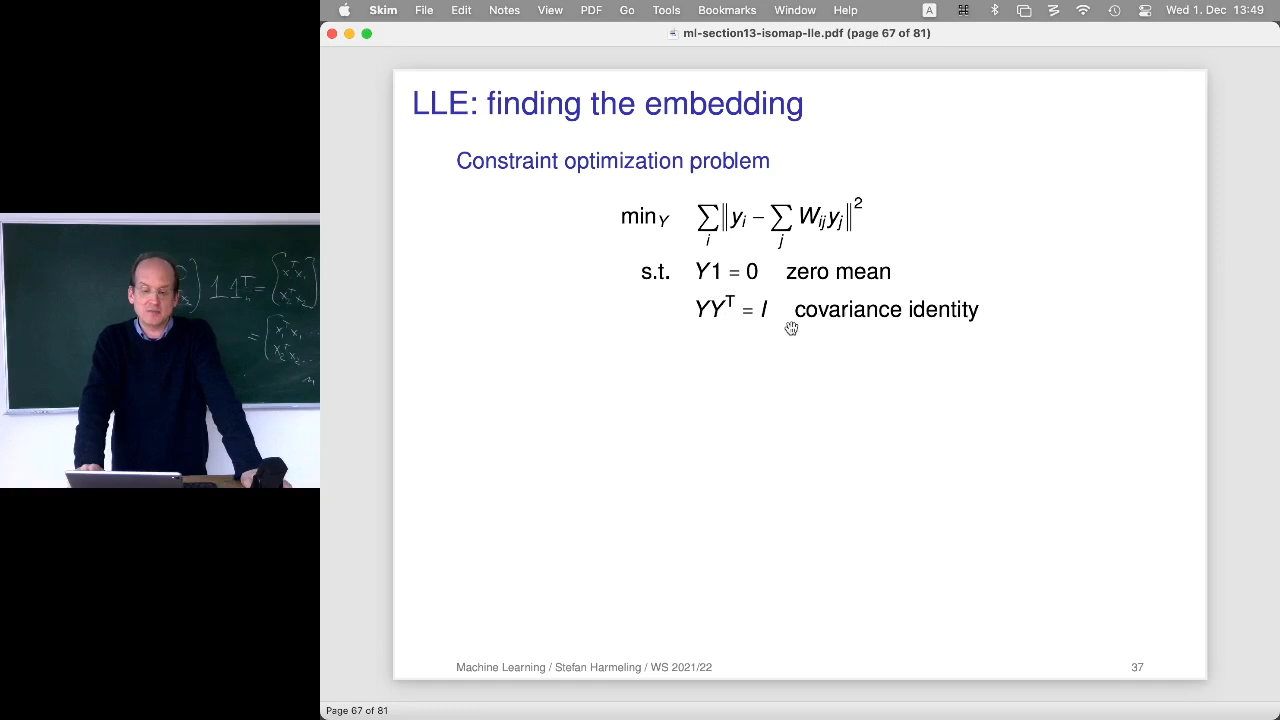 Skim File Edit Notes View PDF Go Tools Bookmarks Window Help A Wed 1. Dec 13:49
ml-section13-isomap-lle.pdf (page 67 of 81)
LLE: finding the embedding
Constraint optimization problem
min_Y ∑_i ‖y_i − ∑_j W_ij y_j‖²
s.t. Y1 = 0 zero mean
YYᵀ = I covariance identity
Machine Learning / Stefan Harmeling / WS 2021/22 37
Page 67 of 81